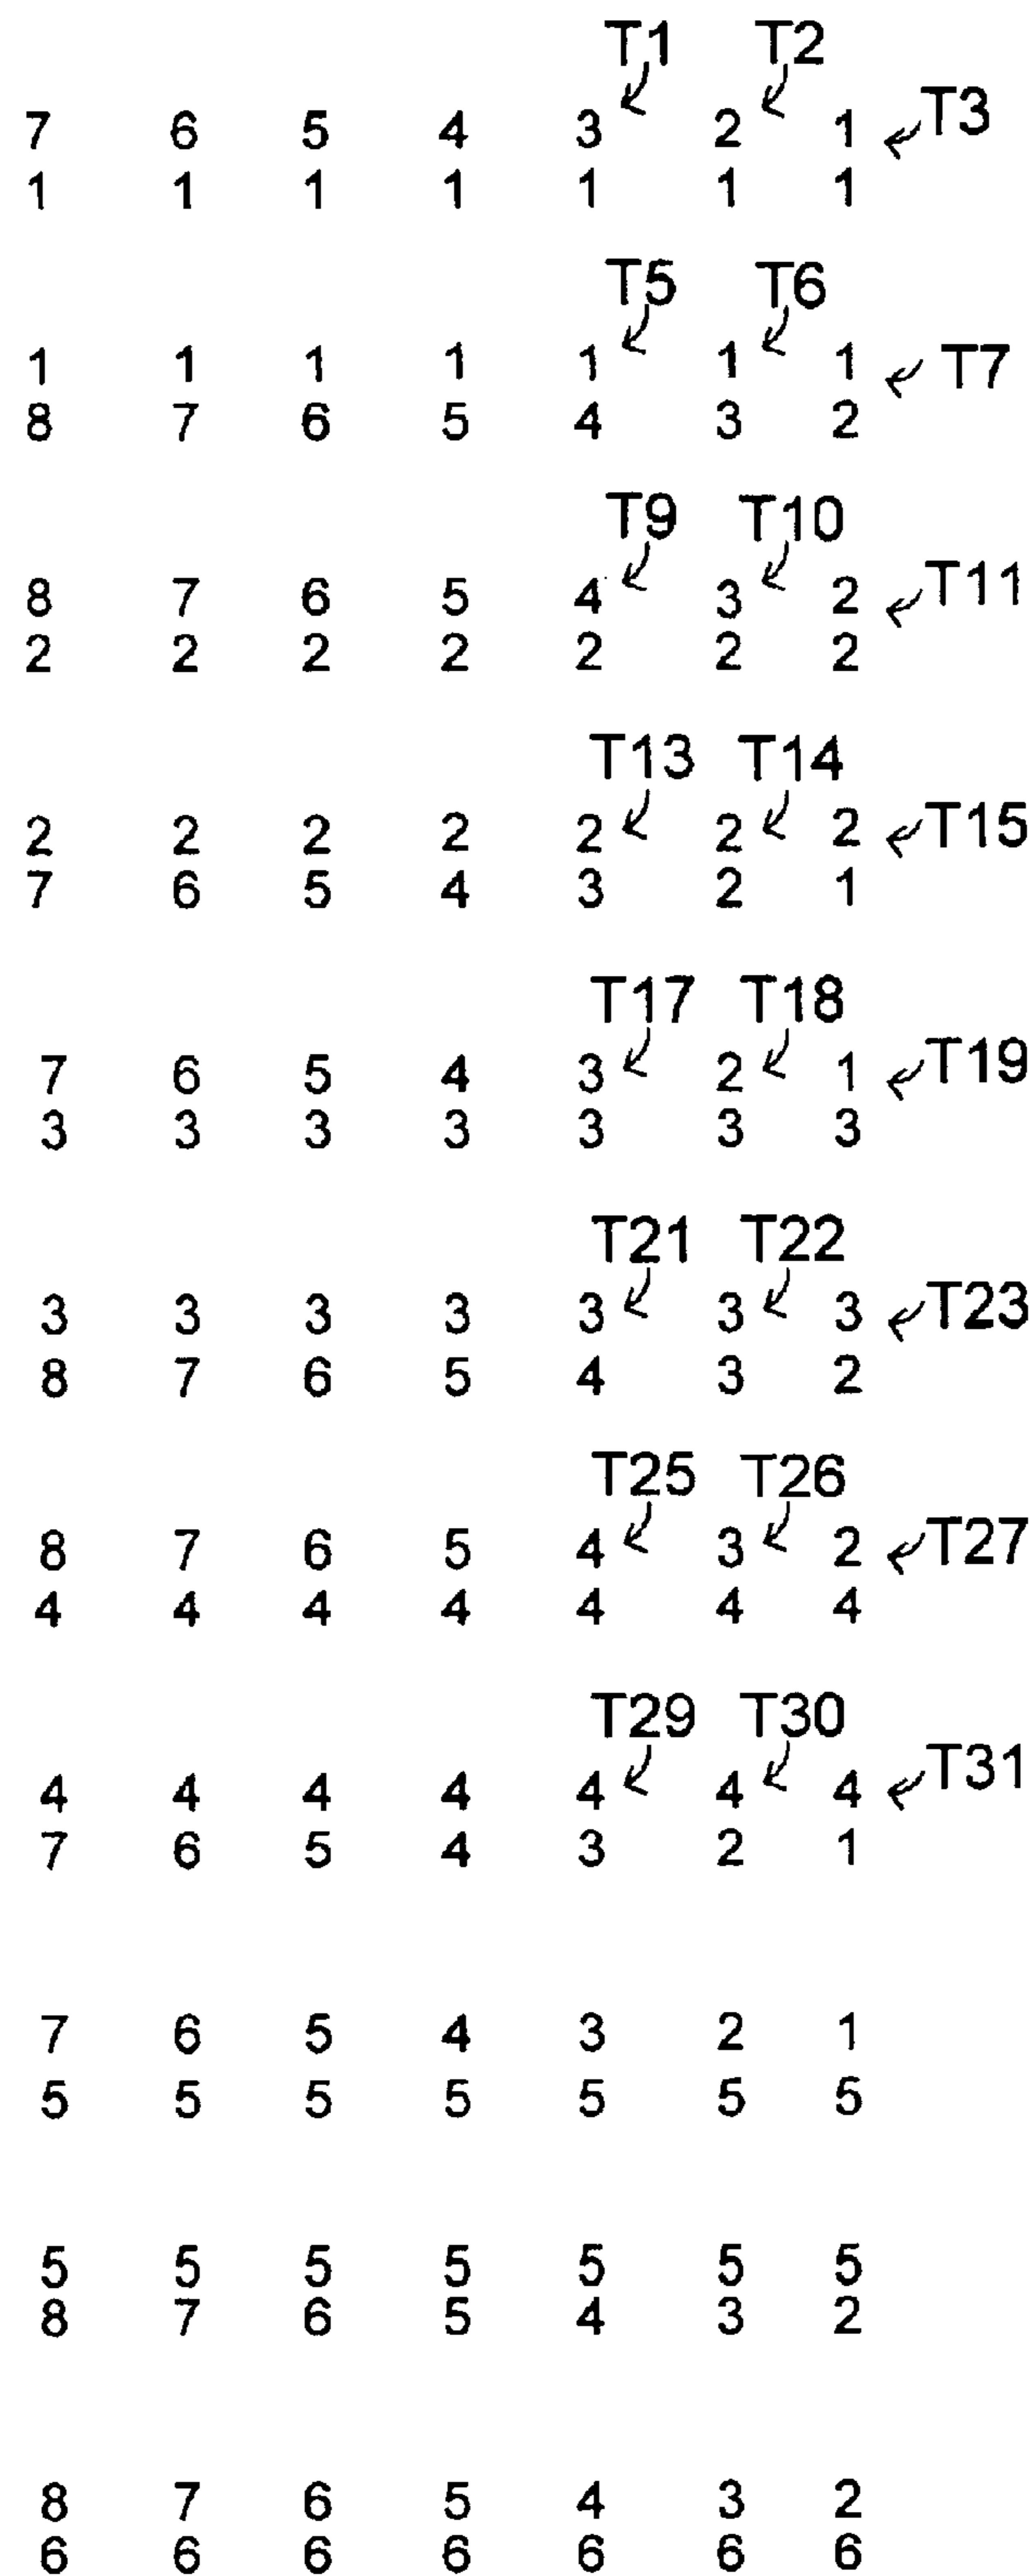 T1 T2
7 6 5 4 3 2 1 T3
1 1 1 1 1 1 1
T5 T6
1 1 1 1 1 1 1 T7
8 7 6 5 4 3 2
T9 T10
8 7 6 5 4 3 2 T11
2 2 2 2 2 2 2
T13 T14
2 2 2 2 2 2 2 T15
7 6 5 4 3 2 1
T17 T18
7 6 5 4 3 2 1 T19
3 3 3 3 3 3 3
T21 T22
3 3 3 3 3 3 3 T23
8 7 6 5 4 3 2
T25 T26
8 7 6 5 4 3 2 T27
4 4 4 4 4 4 4
T29 T30
4 4 4 4 4 4 4 T31
7 6 5 4 3 2 1
7 6 5 4 3 2 1
5 5 5 5 5 5 5
5 5 5 5 5 5 5
8 7 6 5 4 3 2
8 7 6 5 4 3 2
6 6 6 6 6 6 6